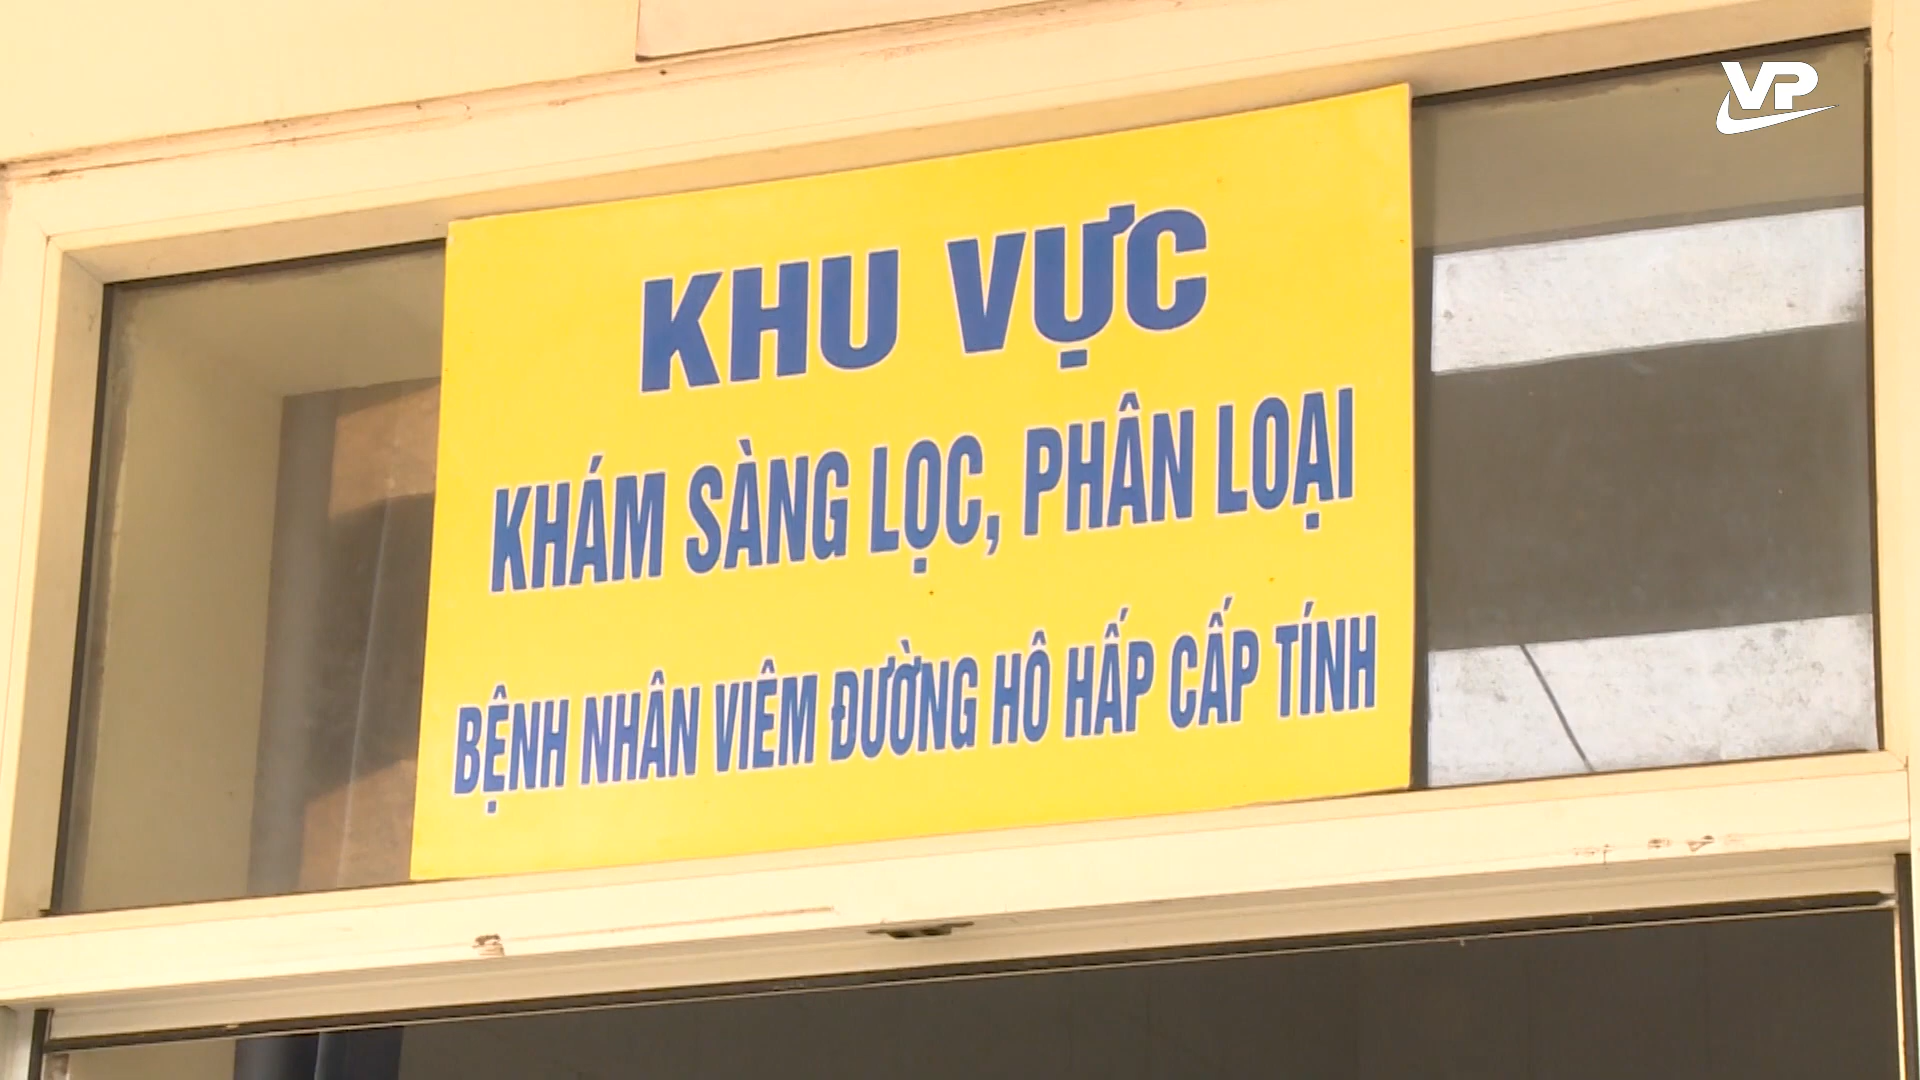 VP
KHU VỰC
KHÁM SÀNG LỌC, PHÂN LOẠI
BỆNH NHÂN VIÊM ĐƯỜNG HÔ HẤP CẤP TÍNH